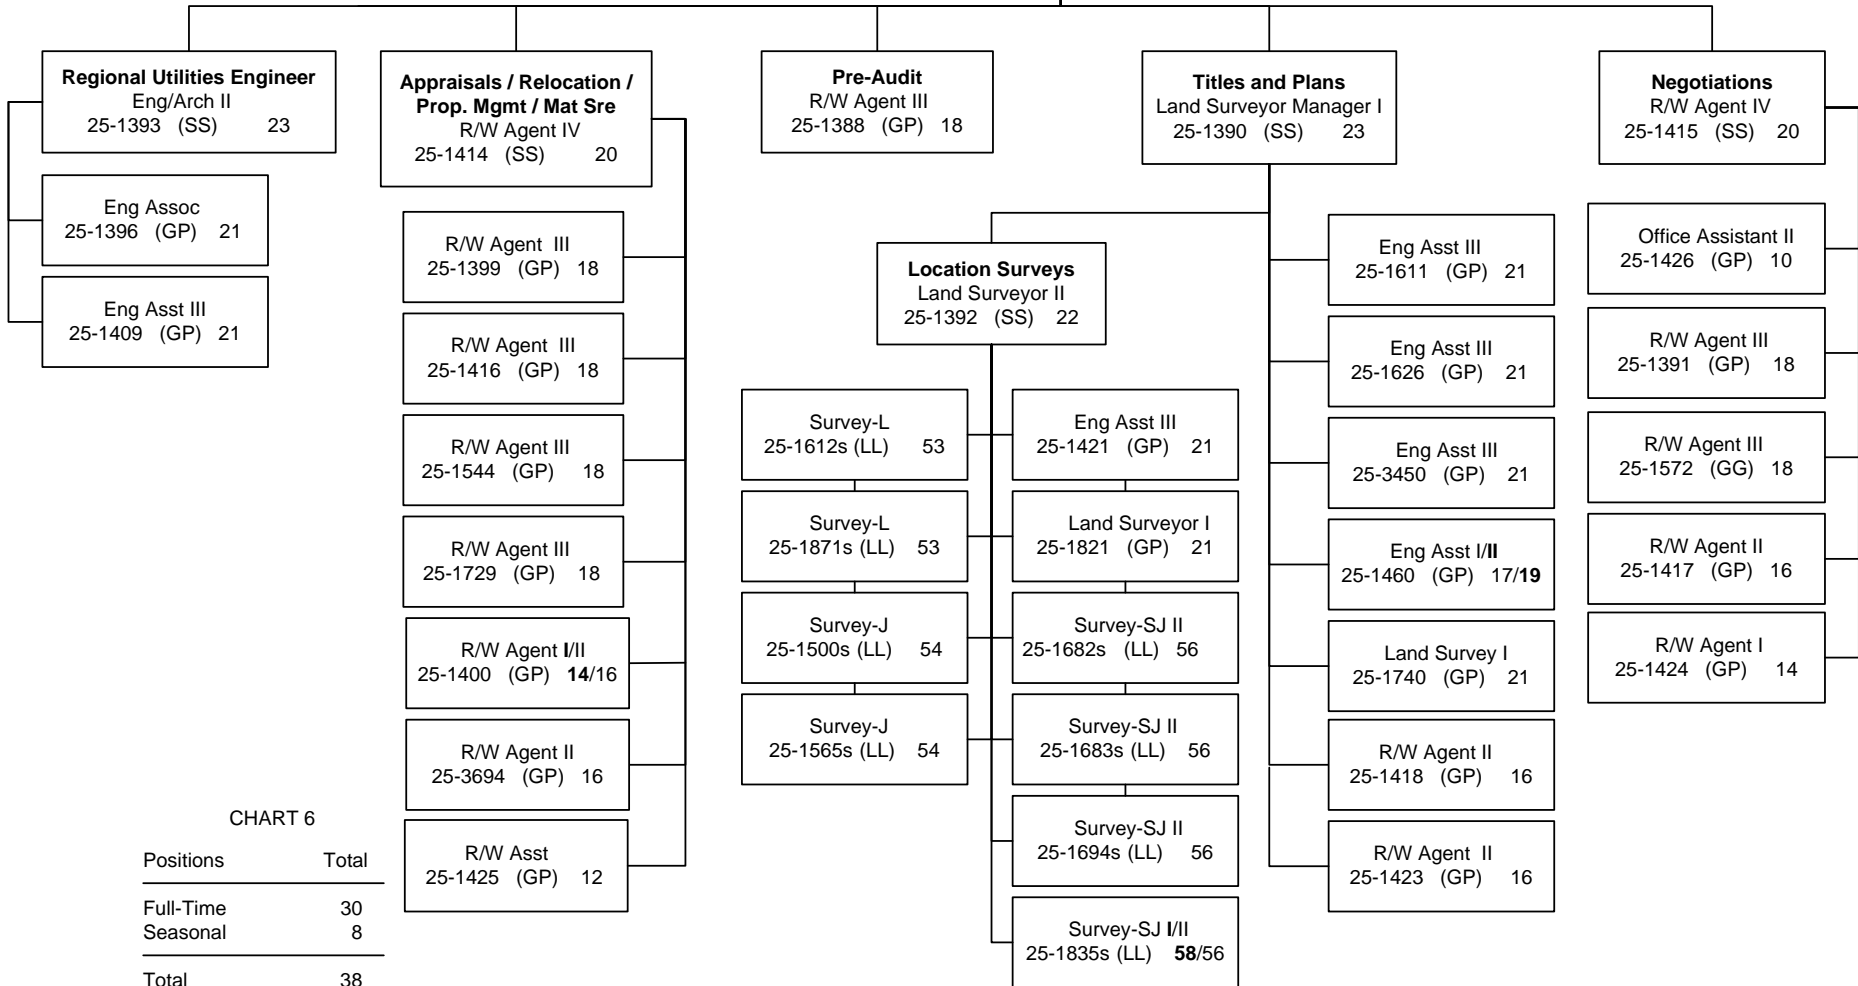 Regional Utilities Engineer
Eng/Arch II
25-1393 (SS) 23
Eng Assoc
25-1396 (GP) 21
Eng Asst III
25-1409 (GP) 21
Appraisals / Relocation /
Prop. Mgmt / Mat Sre
R/W Agent IV
25-1414 (SS) 20
R/W Agent III
25-1399 (GP) 18
R/W Agent III
25-1416 (GP) 18
R/W Agent III
25-1544 (GP) 18
R/W Agent III
25-1729 (GP) 18
R/W Agent I/II
25-1400 (GP) 14/16
R/W Agent II
25-3694 (GP) 16
R/W Asst
25-1425 (GP) 12
Pre-Audit
R/W Agent III
25-1388 (GP) 18
Titles and Plans
Land Surveyor Manager I
25-1390 (SS) 23
Location Surveys
Land Surveyor II
25-1392 (SS) 22
Survey-L
25-1612s (LL) 53
Survey-L
25-1871s (LL) 53
Survey-J
25-1500s (LL) 54
Survey-J
25-1565s (LL) 54
Eng Asst III
25-1421 (GP) 21
Land Surveyor I
25-1821 (GP) 21
Survey-SJ II
25-1682s (LL) 56
Survey-SJ II
25-1683s (LL) 56
Survey-SJ II
25-1694s (LL) 56
Survey-SJ I/II
25-1835s (LL) 58/56
Eng Asst III
25-1611 (GP) 21
Eng Asst III
25-1626 (GP) 21
Eng Asst III
25-3450 (GP) 21
Eng Asst I/II
25-1460 (GP) 17/19
Land Survey I
25-1740 (GP) 21
R/W Agent II
25-1418 (GP) 16
R/W Agent II
25-1423 (GP) 16
Negotiations
R/W Agent IV
25-1415 (SS) 20
Office Assistant II
25-1426 (GP) 10
R/W Agent III
25-1391 (GP) 18
R/W Agent III
25-1572 (GG) 18
R/W Agent II
25-1417 (GP) 16
R/W Agent I
25-1424 (GP) 14
CHART 6
Positions Total
Full-Time 30
Seasonal 8
Total 38